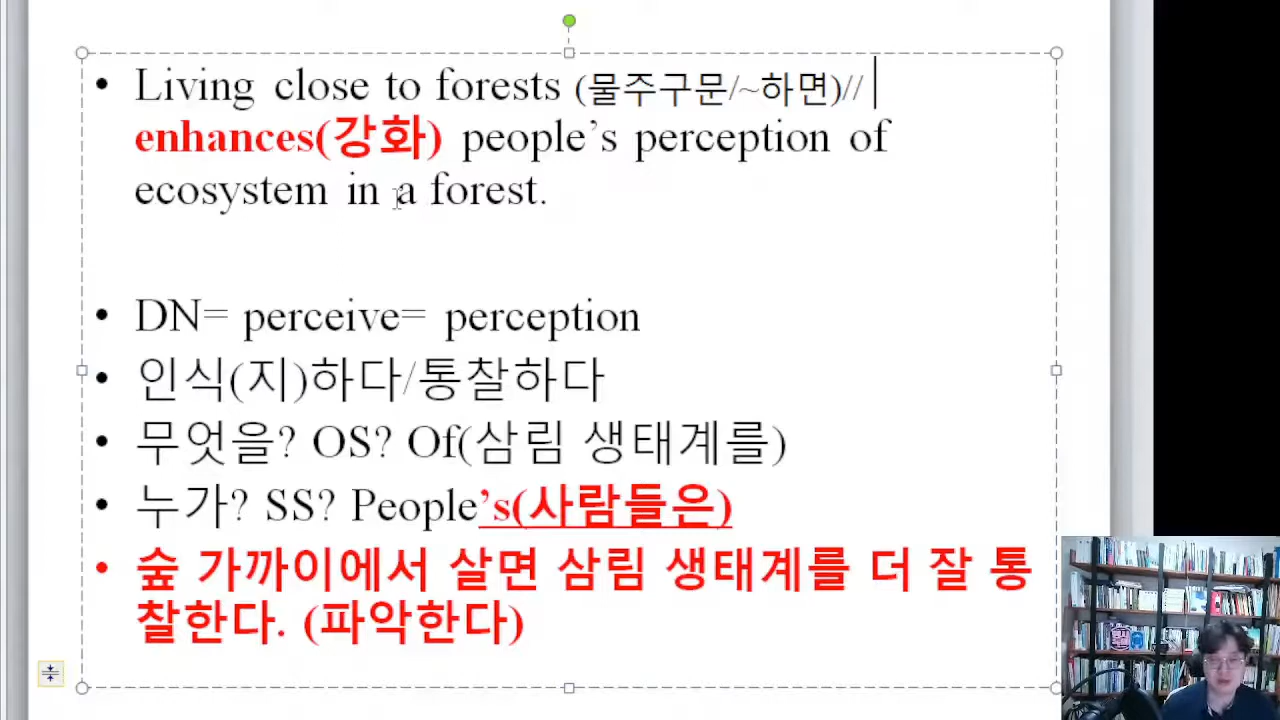 • Living close to forests (물주구문/~하면)//
enhances(강화) people's perception of
ecosystem in a forest.
• DN= perceive= perception
• 인식(지)하다/통찰하다
• 무엇을? OS? Of(삼림 생태계를)
• 누가? SS? People's(사람들은)
• 숲 가까이에서 살면 삼림 생태계를 더 잘 통
찰한다. (파악한다)